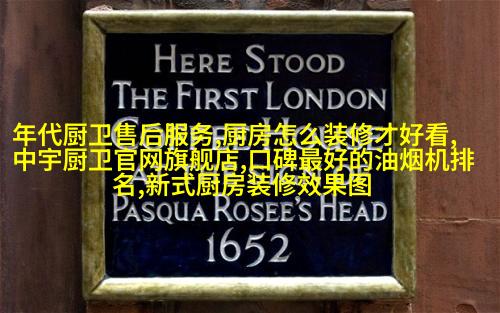 HERE STOOD
THE FIRST LONDON
年代厨卫售后服务,厨房怎么装修才好看,
COFFEE HOUSE
中宇厨卫官网旗舰店,口碑最好的油烟机排
名,新式厨房装修效果图
PASQUA ROSEE'S HEAD
1652